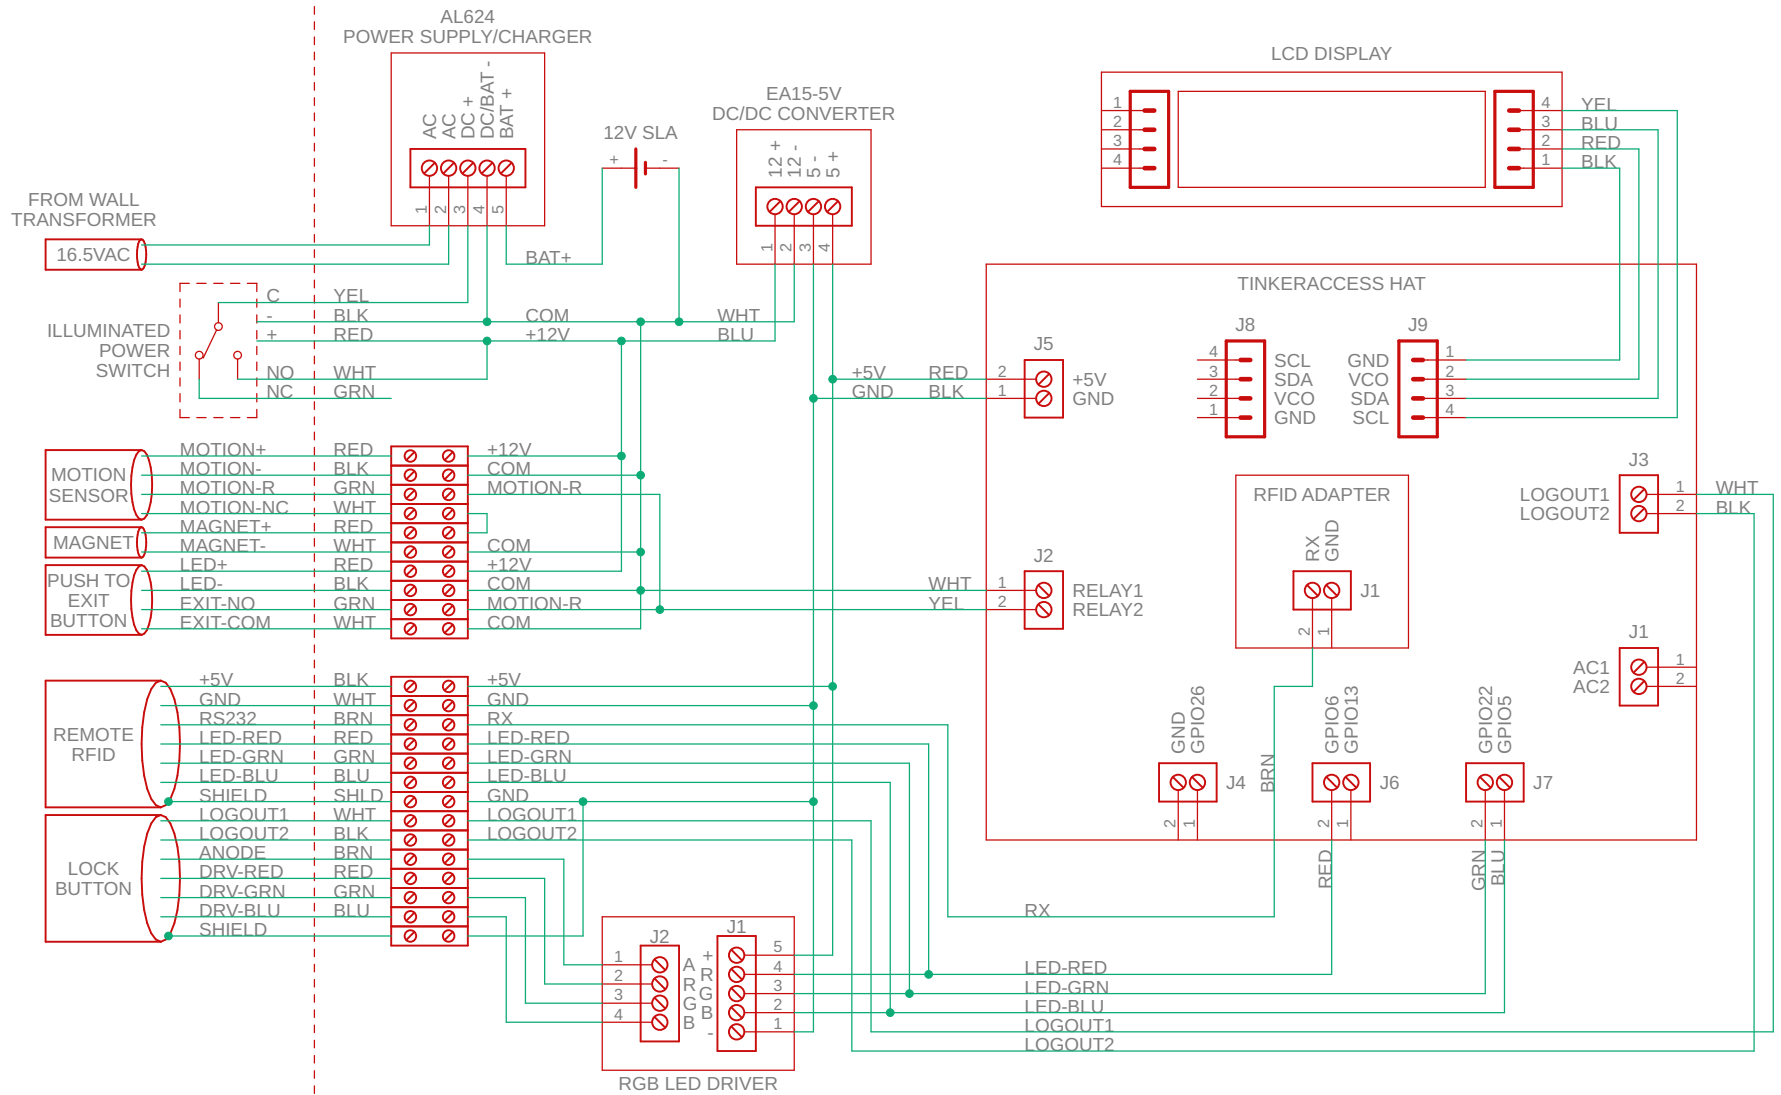 AL624
POWER SUPPLY/CHARGER
AC
AC
DC +
DC/BAT -
BAT +
1
2
3
4
5
12V SLA
+
-
BAT+
EA15-5V
DC/DC CONVERTER
12 +
12 -
5 -
5 +
1
2
3
4
LCD DISPLAY
1
2
3
4
4
3
2
1
YEL
BLU
RED
BLK
FROM WALL
TRANSFORMER
16.5VAC
ILLUMINATED
POWER
SWITCH
C YEL
- BLK COM WHT
+ RED +12V BLU
NO WHT
NC GRN
MOTION
SENSOR
MAGNET
PUSH TO
EXIT
BUTTON
MOTION+ RED +12V
MOTION- BLK COM
MOTION-R GRN MOTION-R
MOTION-NC WHT
MAGNET+ RED
MAGNET- WHT COM
LED+ RED +12V
LED- BLK COM
EXIT-NO GRN MOTION-R
EXIT-COM WHT COM
REMOTE
RFID
LOCK
BUTTON
+5V BLK +5V
GND WHT GND
RS232 BRN RX
LED-RED RED LED-RED
LED-GRN GRN LED-GRN
LED-BLU BLU LED-BLU
SHIELD SHLD GND
LOGOUT1 WHT LOGOUT1
LOGOUT2 BLK LOGOUT2
ANODE BRN
DRV-RED RED
DRV-GRN GRN
DRV-BLU BLU
SHIELD
TINKERACCESS HAT
J5
+5V RED 2 +5V
GND BLK 1 GND
J8
4 SCL
3 SDA
2 VCO
1 GND
J9
GND 1
VCO 2
SDA 3
SCL 4
J3
LOGOUT1 1 WHT
LOGOUT2 2 BLK
RFID ADAPTER
RX
GND
J1
2
1
J2
WHT 1 RELAY1
YEL 2 RELAY2
J1
AC1 1
AC2 2
GND
GPIO26
J4
2
1
BRN
GPIO6
GPIO13
J6
2
1
RED
GPIO22
GPIO5
J7
2
1
GRN
BLU
RX
J2
1 A
2 R
3 G
4 B
J1
+ 5
R 4
G 3
B 2
- 1
RGB LED DRIVER
LED-RED
LED-GRN
LED-BLU
LOGOUT1
LOGOUT2